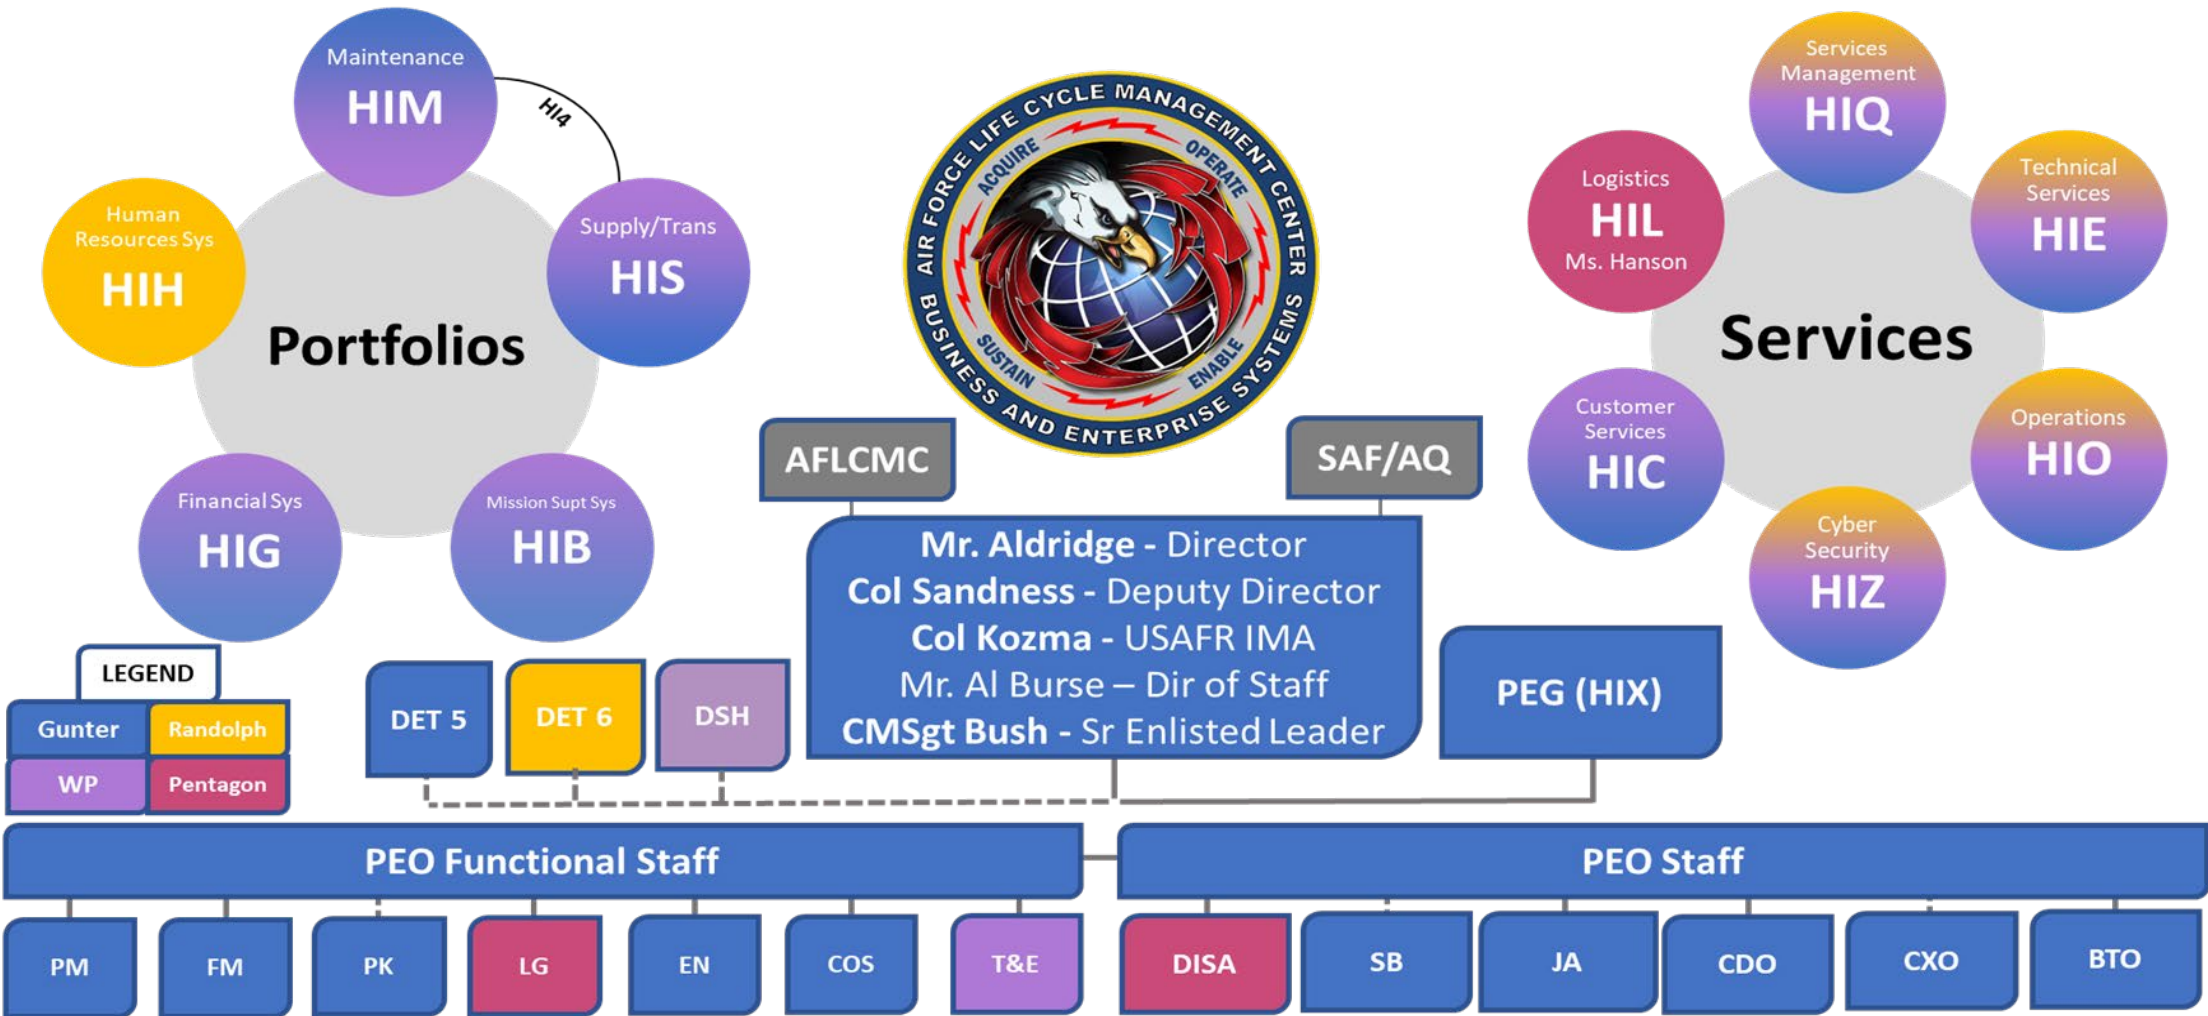 Maintenance
HIM
HI4
Human
Resources Sys
HIH
Supply/Trans
HIS
Portfolios
Financial Sys
HIG
Mission Supt Sys
HIB
AIR FORCE LIFE CYCLE MANAGEMENT CENTER
ACQUIRE
OPERATE
SUSTAIN
ENABLE
BUSINESS AND ENTERPRISE SYSTEMS
Services
Management
HIQ
Logistics
HIL
Ms. Hanson
Technical
Services
HIE
Services
Customer
Services
HIC
Operations
HIO
Cyber
Security
HIZ
AFLCMC
SAF/AQ
Mr. Aldridge - Director
Col Sandness - Deputy Director
Col Kozma - USAFR IMA
Mr. Al Burse – Dir of Staff
CMSgt Bush - Sr Enlisted Leader
PEG (HIX)
LEGEND
Gunter
Randolph
WP
Pentagon
DET 5
DET 6
DSH
PEO Functional Staff
PEO Staff
PM
FM
PK
LG
EN
COS
T&E
DISA
SB
JA
CDO
CXO
BTO